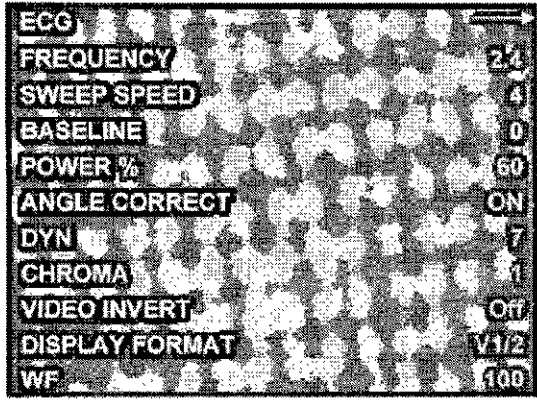 ECG
FREQUENCY 2.4
SWEEP SPEED 4
BASELINE 0
POWER % 60
ANGLE CORRECT ON
DYN 7
CHROMA 1
VIDEO INVERT Off
DISPLAY FORMAT V1/2
WF 100